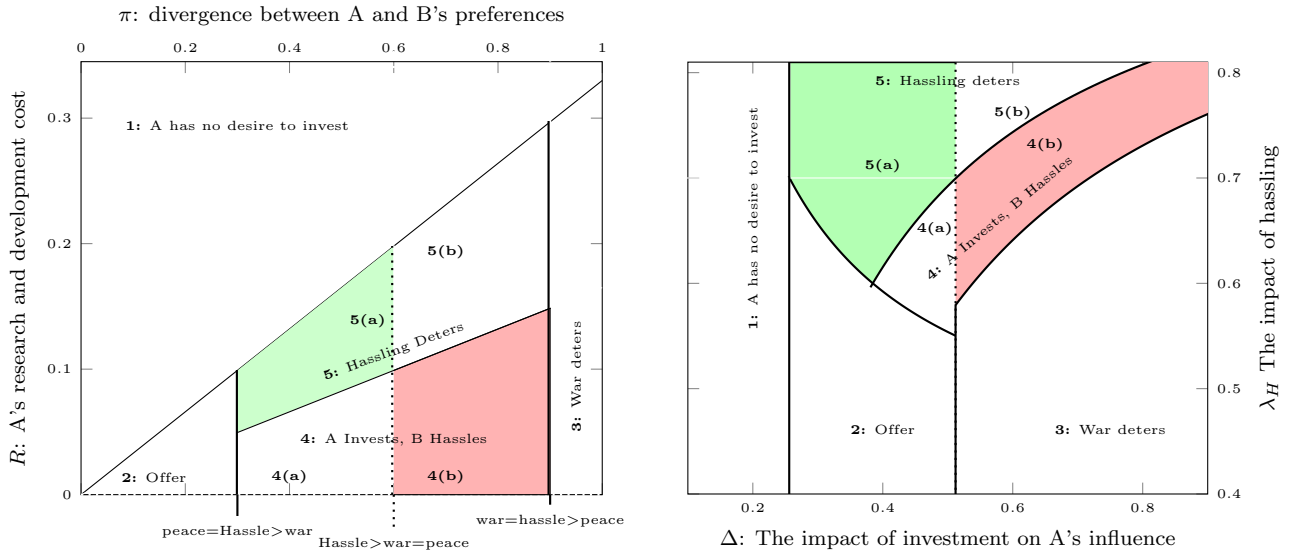 π: divergence between A and B's preferences
0 0.2 0.4 0.6 0.8 1
R: A's research and development cost
0.3
0.2
0.1
0
1: A has no desire to invest
5(b)
5(a)
5: Hassling Deters
3: War deters
4: A Invests, B Hassles
2: Offer
4(a)
4(b)
peace=Hassle>war
war=hassle>peace
Hassle>war=peace
5: Hassling deters
5(b)
4(b)
5(a)
1: A has no desire to invest
4(a)
4: A Invests, B Hassles
2: Offer
3: War deters
0.8
0.7
0.6
0.5
0.4
λH The impact of hassling
0.2 0.4 0.6 0.8
Δ: The impact of investment on A's influence